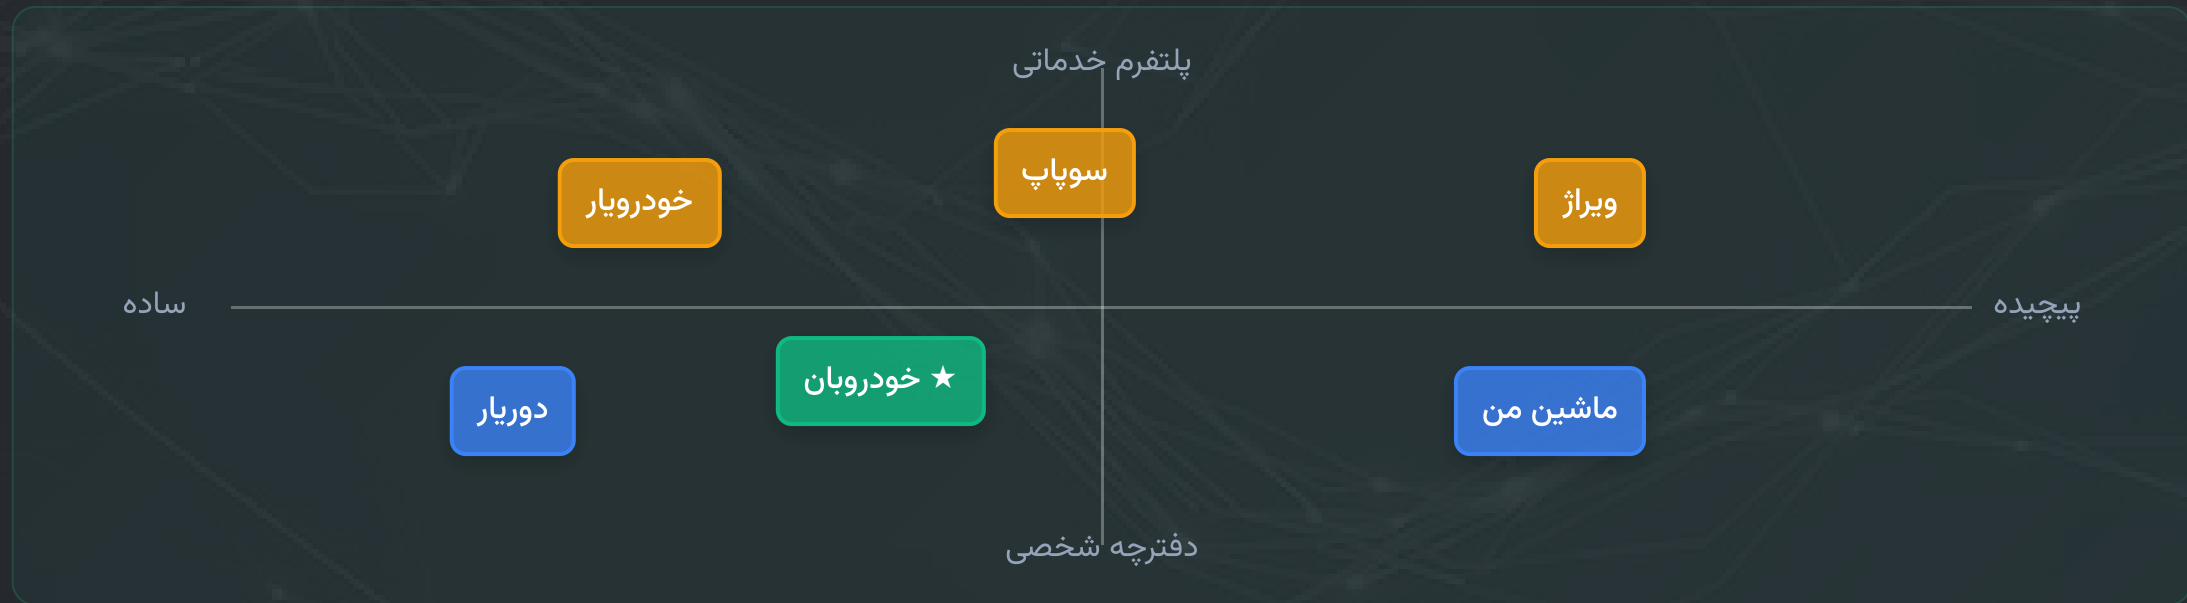 پلتفرم خدماتی
سوپاپ
ویراژ
خودرویار
پیچیده
ساده
★ خودروبان
ماشین من
دوریار
دفترچه شخصی